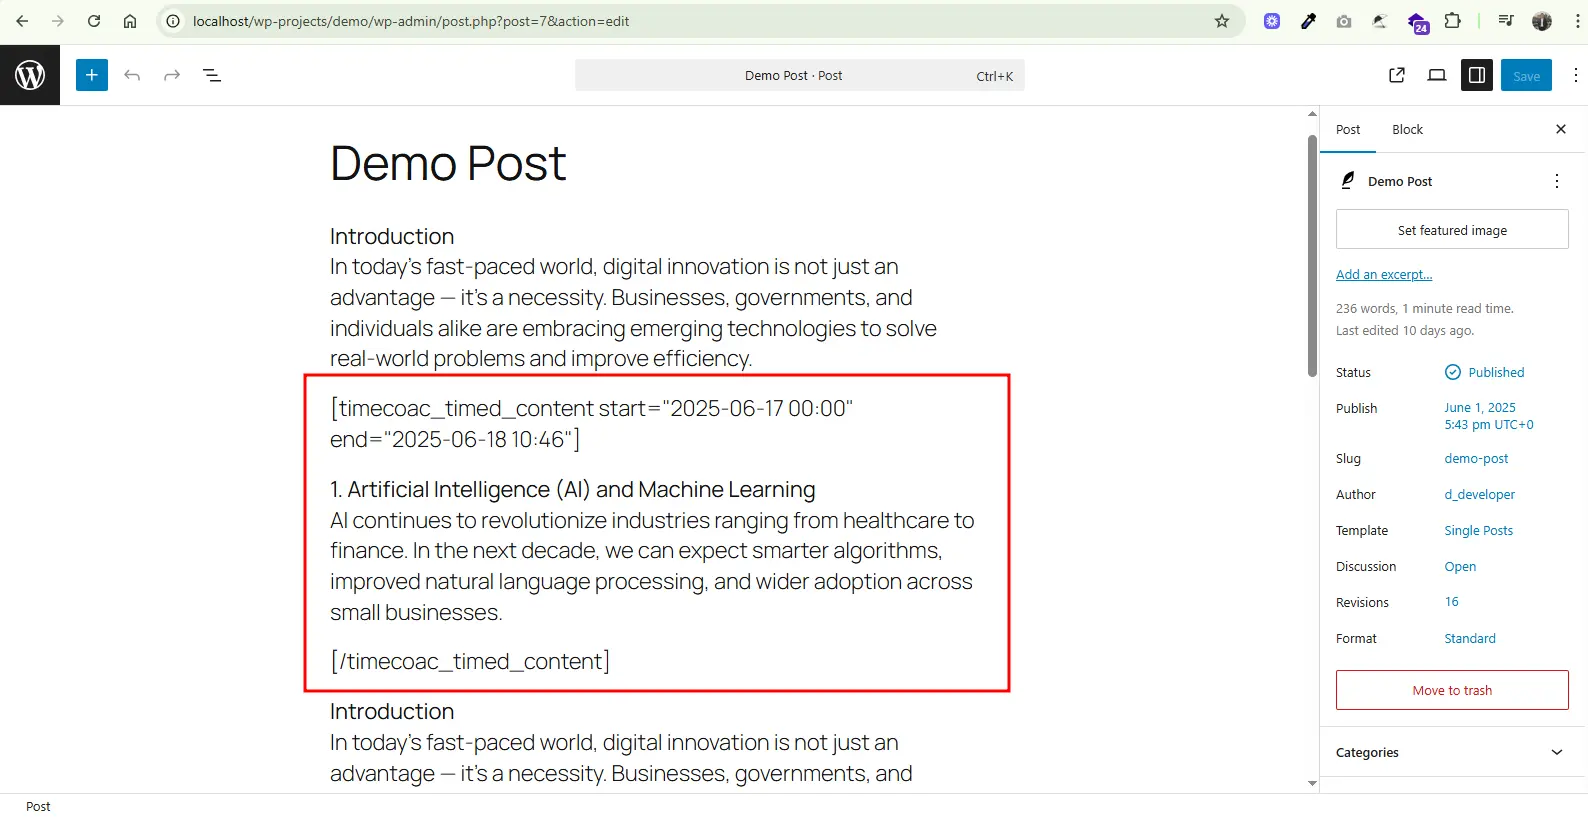 localhost/wp-projects/demo/wp-admin/post.php?post=7&action=edit
24
Demo Post · Post
Ctrl+K
Save
Demo Post
Introduction
In today's fast-paced world, digital innovation is not just an
advantage — it's a necessity. Businesses, governments, and
individuals alike are embracing emerging technologies to solve
real-world problems and improve efficiency.
[timecoac_timed_content start="2025-06-17 00:00"
end="2025-06-18 10:46"]
1. Artificial Intelligence (AI) and Machine Learning
AI continues to revolutionize industries ranging from healthcare to
finance. In the next decade, we can expect smarter algorithms,
improved natural language processing, and wider adoption across
small businesses.
[/timecoac_timed_content]
Introduction
In today's fast-paced world, digital innovation is not just an
advantage — it's a necessity. Businesses, governments, and
Post
Block
Demo Post
Set featured image
Add an excerpt...
236 words, 1 minute read time.
Last edited 10 days ago.
Status
Published
Publish
June 1, 2025
5:43 pm UTC+0
Slug
demo-post
Author
d_developer
Template
Single Posts
Discussion
Open
Revisions
16
Format
Standard
Move to trash
Categories
Post